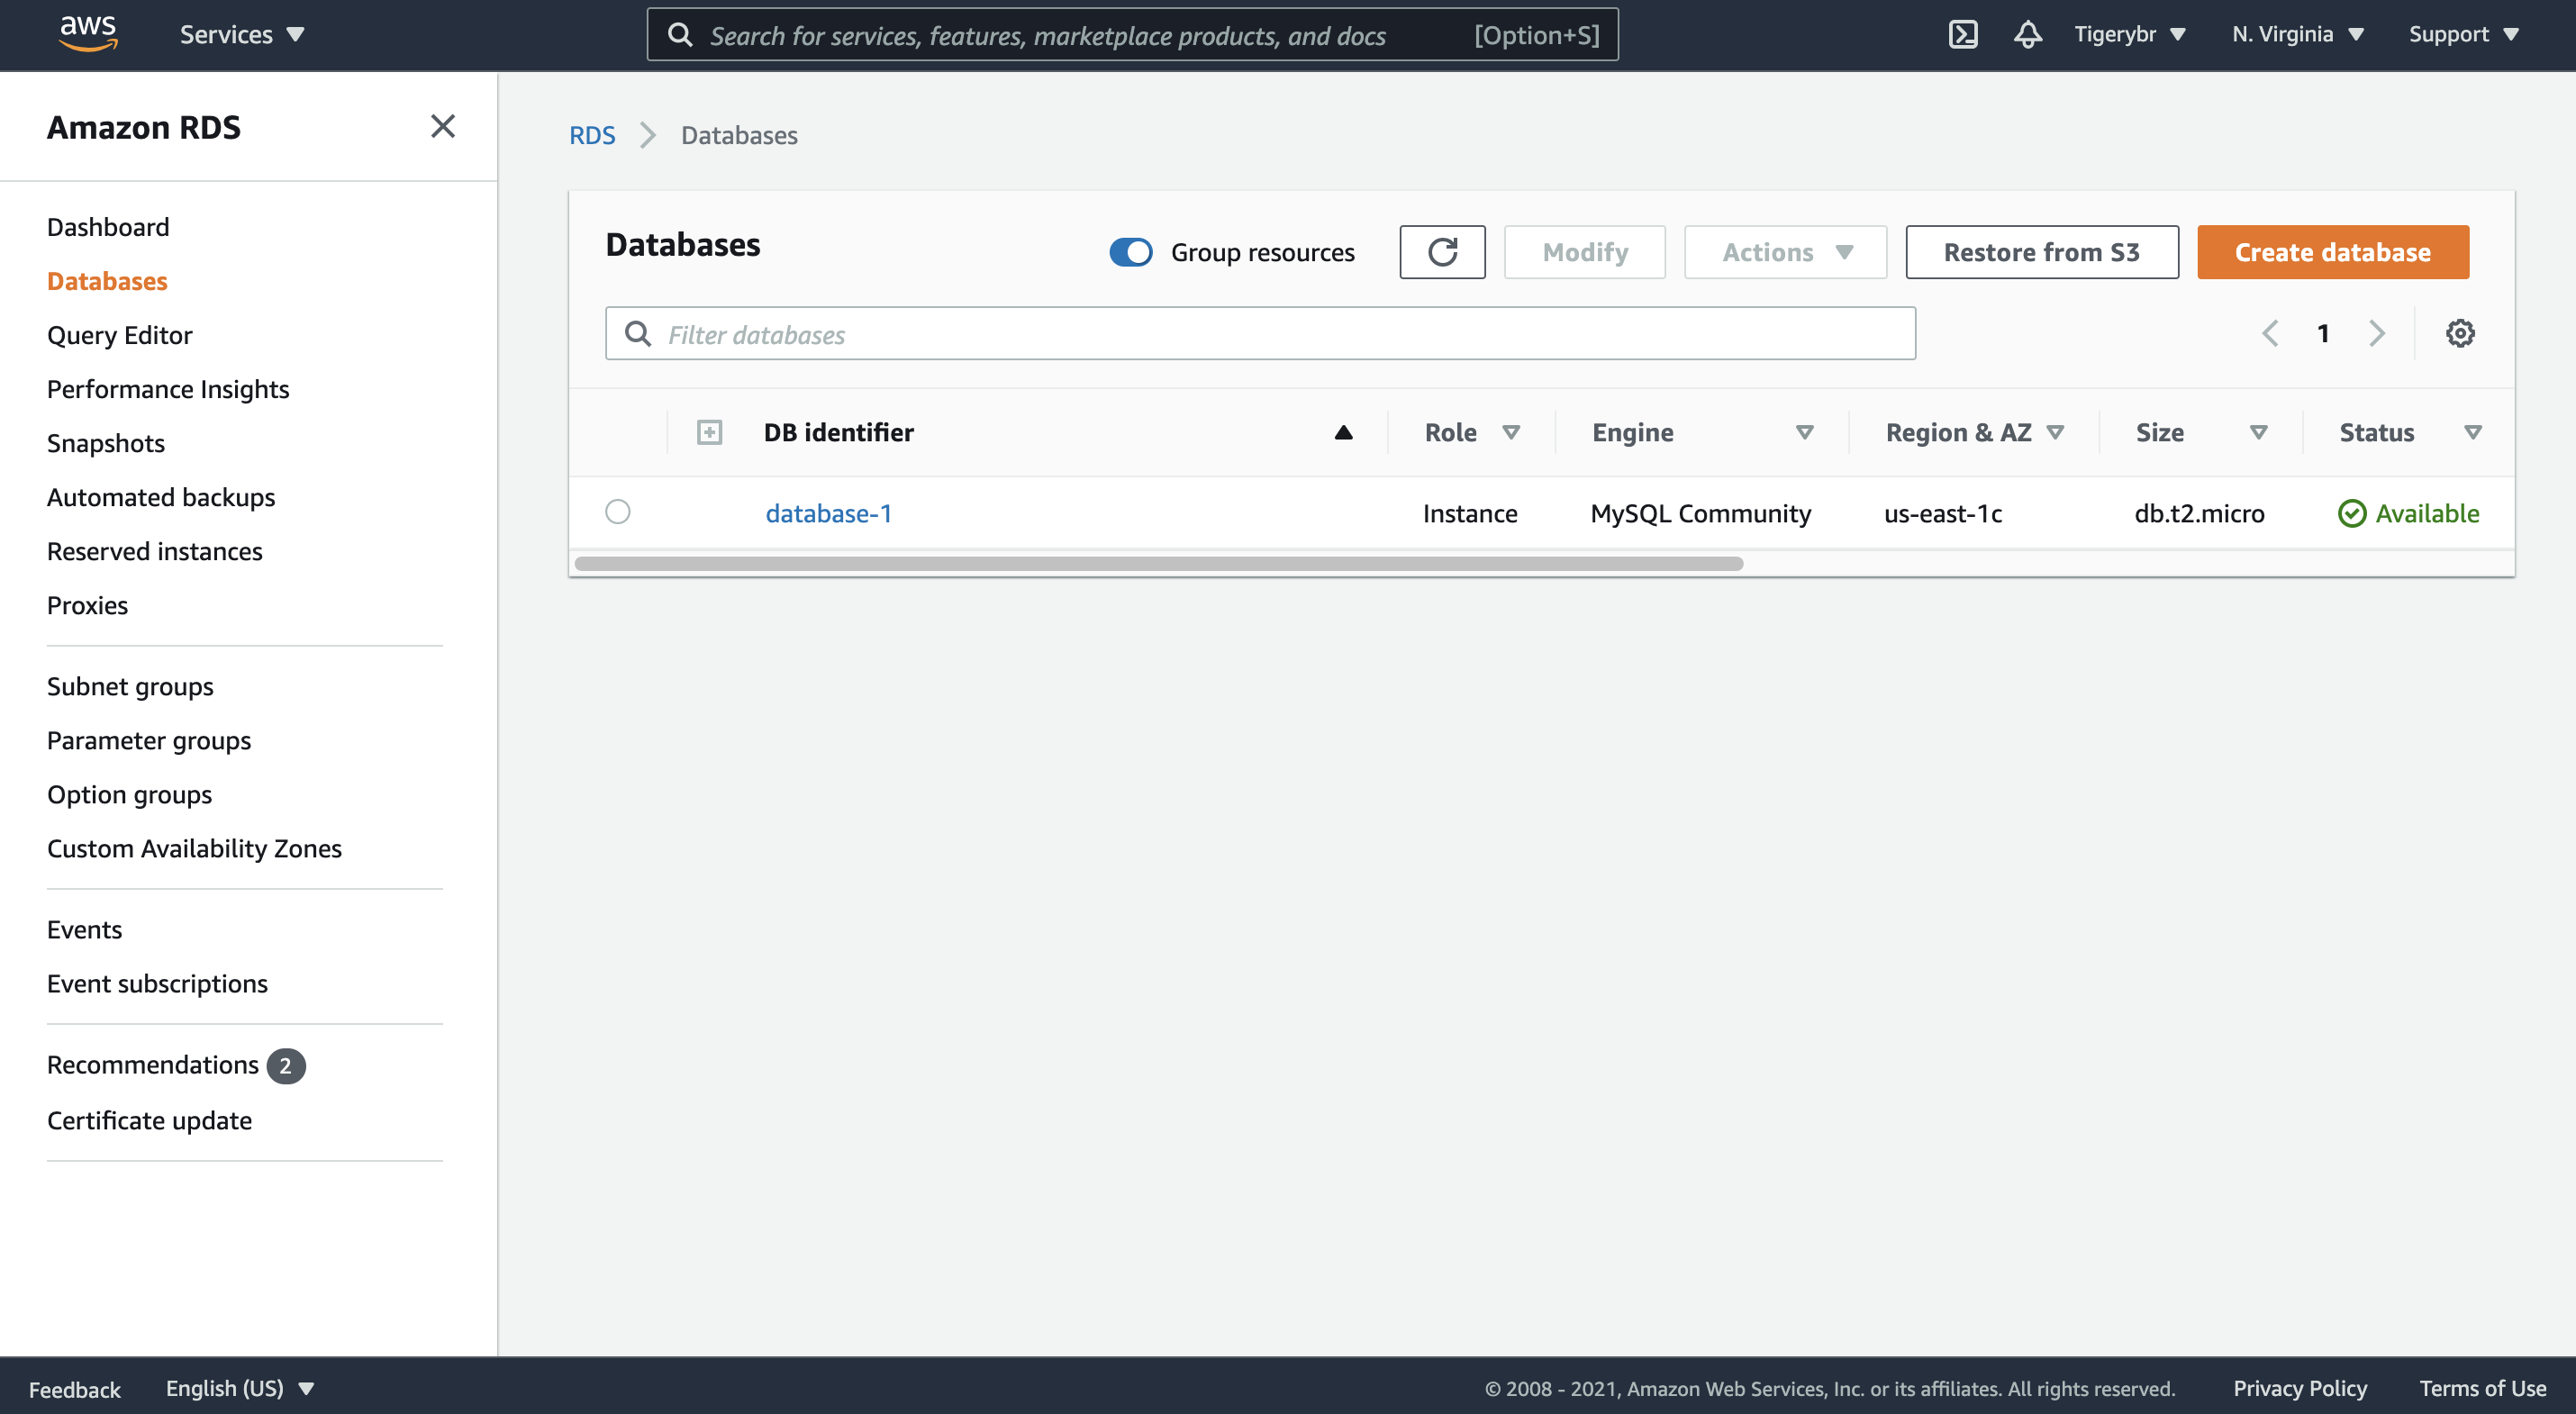 aws
Services
Search for services, features, marketplace products, and docs [Option+S]
Tigerybr
N. Virginia
Support
Amazon RDS
Dashboard
Databases
Query Editor
Performance Insights
Snapshots
Automated backups
Reserved instances
Proxies
Subnet groups
Parameter groups
Option groups
Custom Availability Zones
Events
Event subscriptions
Recommendations 2
Certificate update
RDS Databases
Databases
Group resources
Modify
Actions
Restore from S3
Create database
Filter databases
1
DB identifier Role Engine Region & AZ Size Status
database-1 Instance MySQL Community us-east-1c db.t2.micro Available
Feedback
English (US)
© 2008 - 2021, Amazon Web Services, Inc. or its affiliates. All rights reserved.
Privacy Policy
Terms of Use